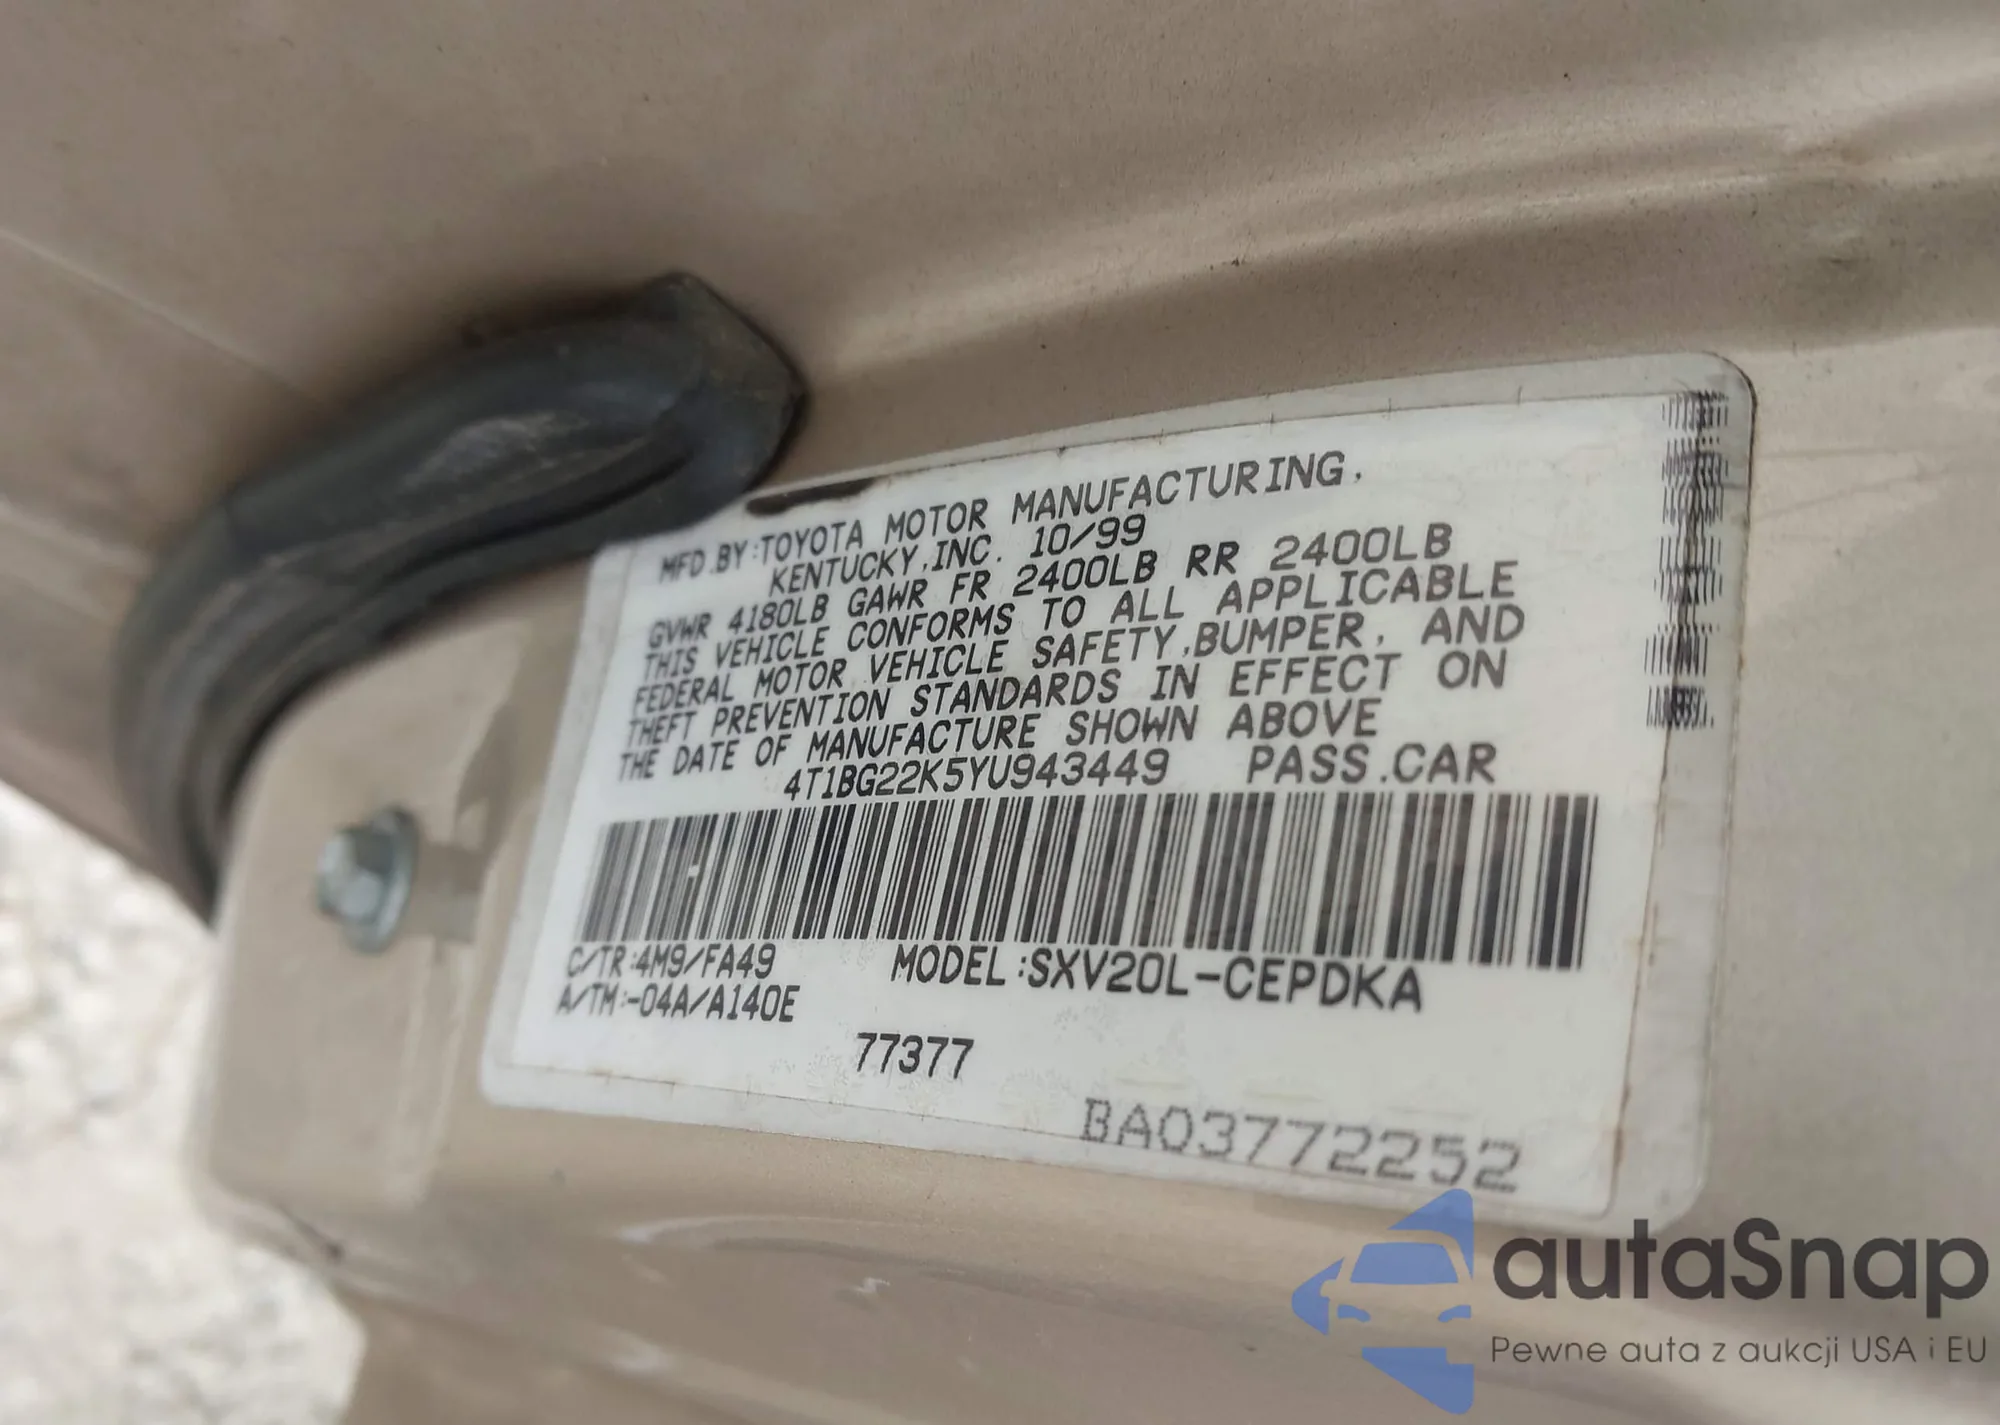 MFD.BY:TOYOTA MOTOR MANUFACTURING.
KENTUCKY,INC. 10/99
GVWR 4180LB GAWR FR 2400LB RR 2400LB
THIS VEHICLE CONFORMS TO ALL APPLICABLE
FEDERAL MOTOR VEHICLE SAFETY,BUMPER, AND
THEFT PREVENTION STANDARDS IN EFFECT ON
THE DATE OF MANUFACTURE SHOWN ABOVE
4T1BG22K5YU943449 PASS.CAR
C/TR:4M9/FA49 MODEL:SXV20L-CEPDKA
A/TM:-04A/A140E
77377
BA03772252
autaSnap
Pewne auta z aukcji USA i EU